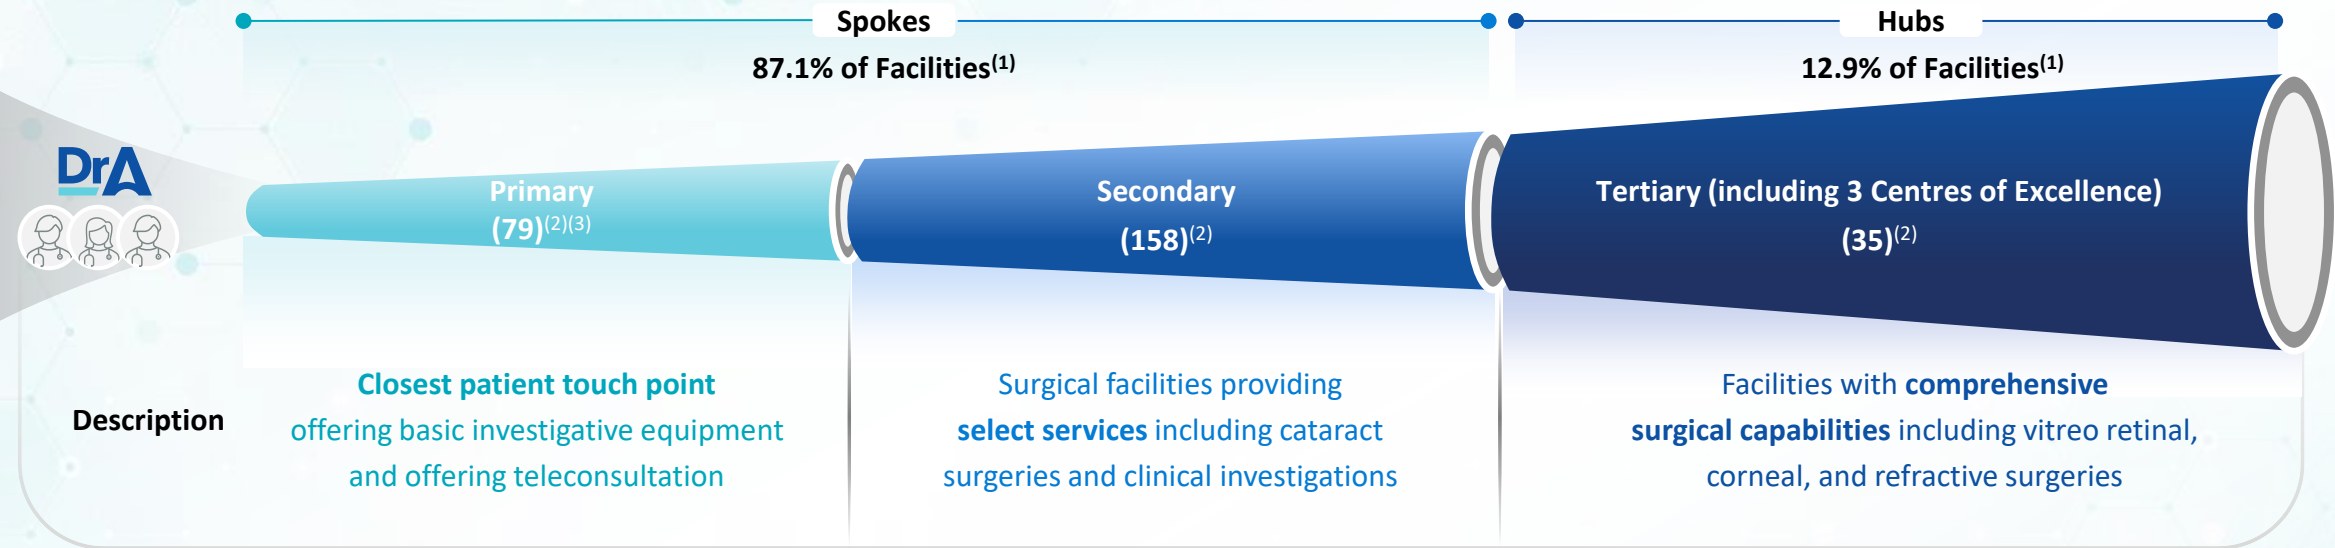 Spokes
87.1% of Facilities(1)
Hubs
12.9% of Facilities(1)
DrA
Primary
(79)(2)(3)
Secondary
(158)(2)
Tertiary (including 3 Centres of Excellence)
(35)(2)
Description
Closest patient touch point
offering basic investigative equipment
and offering teleconsultation
Surgical facilities providing
select services including cataract
surgeries and clinical investigations
Facilities with comprehensive
surgical capabilities including vitreo retinal,
corneal, and refractive surgeries